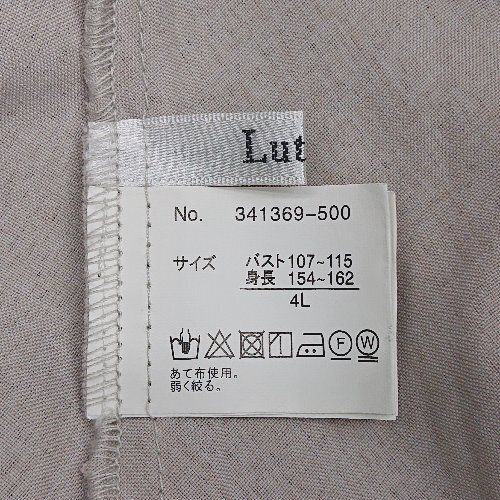 Lut
No. 341369-500
サイズ バスト107~115
身長 154~162
4L
F W
あて布使用。
弱く絞る。